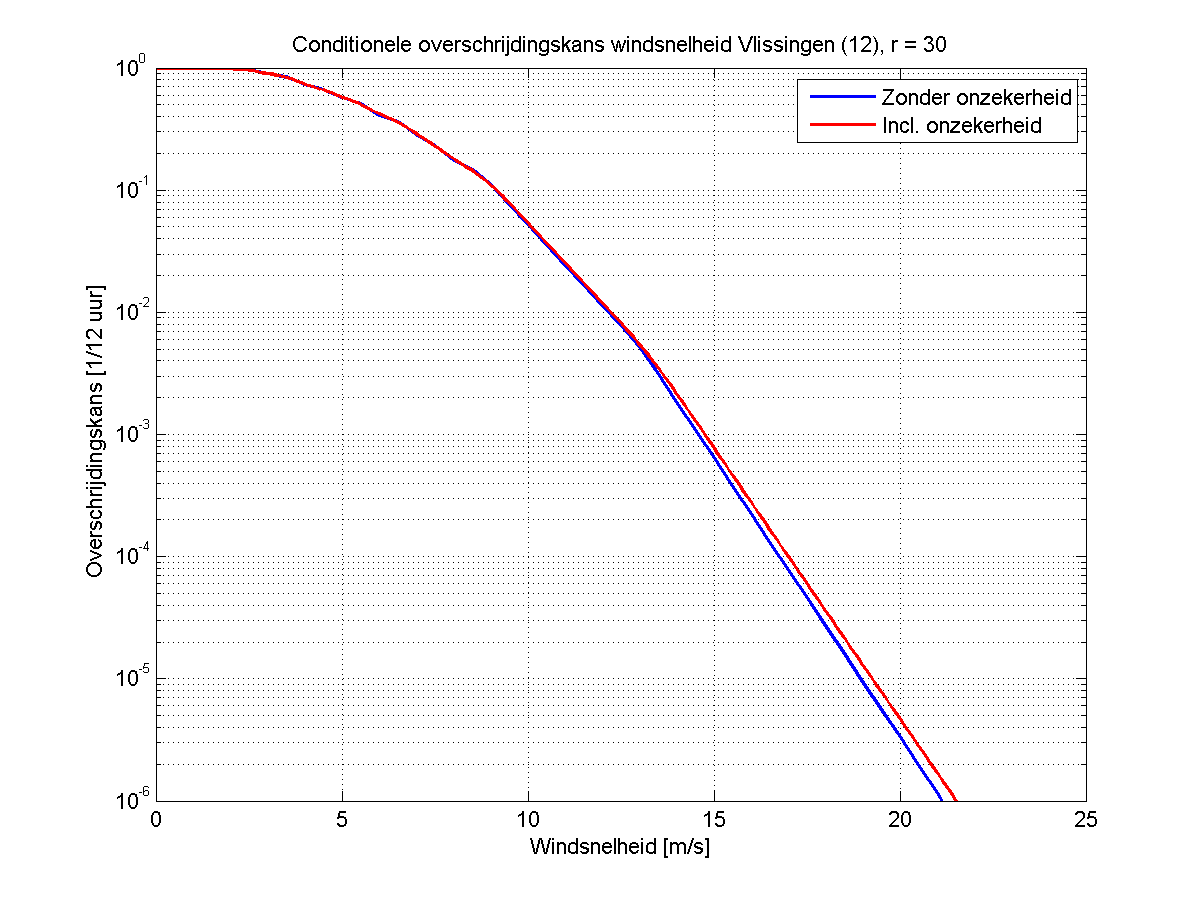 Conditionele overschrijdingskans windsnelheid Vlissingen (12), r = 30
Zonder onzekerheid
Incl. onzekerheid
Overschrijdingskans [1/12 uur]
10^0
10^-1
10^-2
10^-3
10^-4
10^-5
10^-6
0 5 10 15 20 25
Windsnelheid [m/s]